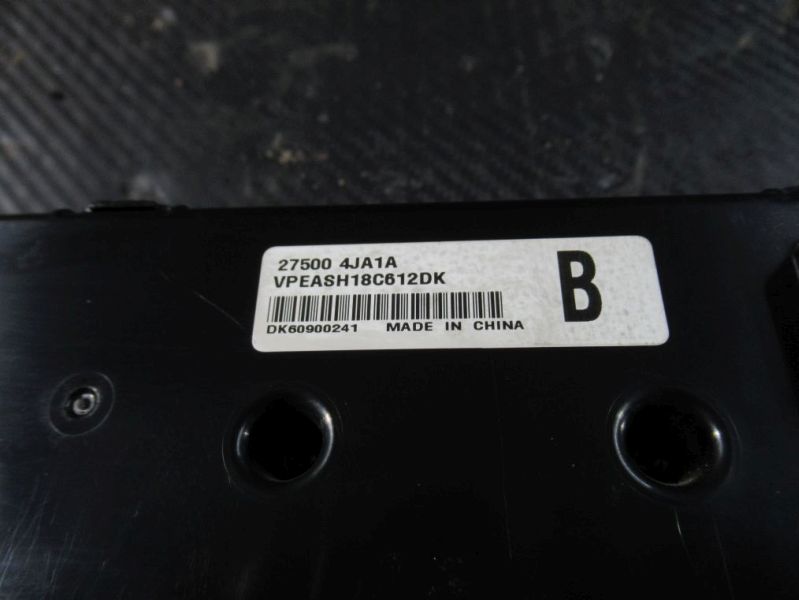 27500 4JA1A
VPEASH18C612DK
B
DK60900241 MADE IN CHINA